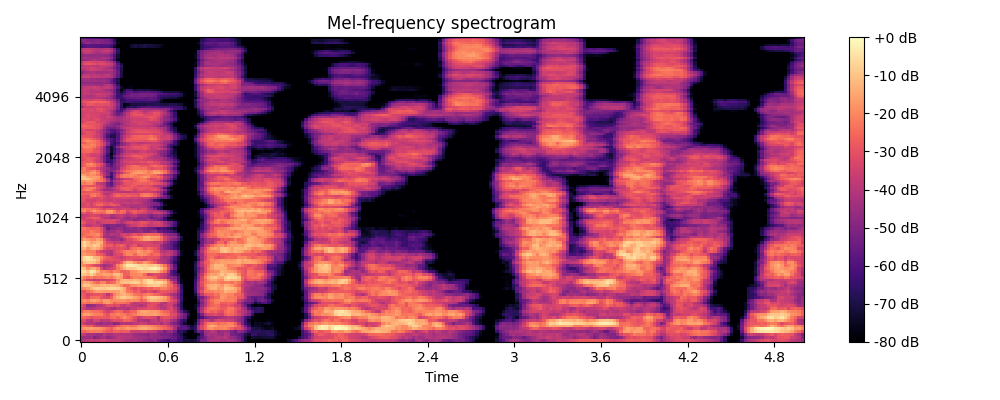 Mel-frequency spectrogram
Hz
4096
2048
1024
512
0
0 0.6 1.2 1.8 2.4 3 3.6 4.2 4.8
Time
+0 dB
-10 dB
-20 dB
-30 dB
-40 dB
-50 dB
-60 dB
-70 dB
-80 dB